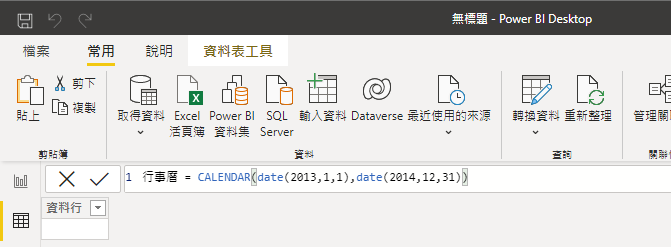 無標題 - Power BI Desktop
檔案 常用 說明 資料表工具
貼上 剪下 複製
取得資料 Excel 活頁簿 Power BI 資料集 SQL Server 輸入資料 Dataverse 最近使用的來源
轉換資料 重新整理
管理關
剪貼簿 資料 查詢 關聯
1 行事曆 = CALENDAR(date(2013,1,1),date(2014,12,31))
資料行